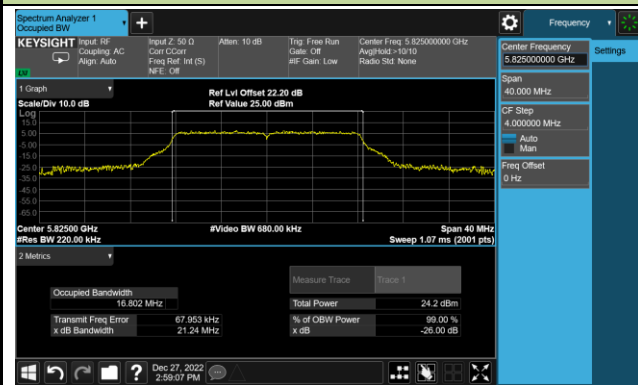 Spectrum Analyzer 1
Occupied BW
Frequency
KEYSIGHT
Input: RF
Coupling: AC
Align: Auto
Input Z: 50 Ω
Corr CCorr
Freq Ref: Int (S)
NFE: Off
Atten: 10 dB
Trig: Free Run
Gate: Off
#IF Gain: Low
Center Freq: 5.825000000 GHz
Avg|Hold:>10/10
Radio Std: None
Center Frequency
5.825000000 GHz
Settings
Span
40.000 MHz
CF Step
4.000000 MHz
Auto
Man
Freq Offset
0 Hz
1 Graph
Scale/Div 10.0 dB
Ref Lvl Offset 22.20 dB
Ref Value 25.00 dBm
Log
15.0
5.00
-5.00
-15.0
-25.0
-35.0
-45.0
-55.0
-65.0
Center 5.82500 GHz
#Video BW 680.00 kHz
Span 40 MHz
#Res BW 220.00 kHz
Sweep 1.07 ms (2001 pts)
2 Metrics
Measure Trace
Trace 1
Occupied Bandwidth
16.802 MHz
Total Power
24.2 dBm
Transmit Freq Error
67.953 kHz
% of OBW Power
99.00 %
x dB Bandwidth
21.24 MHz
x dB
-26.00 dB
Dec 27, 2022
2:59:07 PM